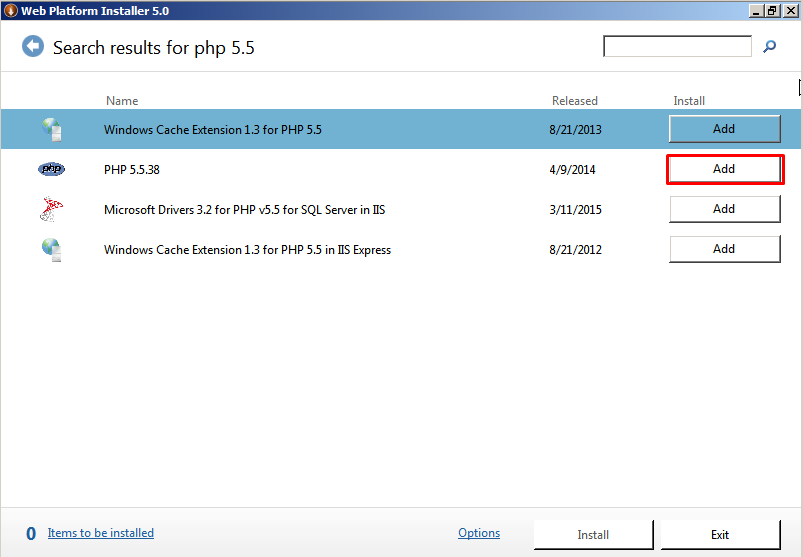 Web Platform Installer 5.0
Search results for php 5.5
Name Released Install
Windows Cache Extension 1.3 for PHP 5.5 8/21/2013 Add
php PHP 5.5.38 4/9/2014 Add
Microsoft Drivers 3.2 for PHP v5.5 for SQL Server in IIS 3/11/2015 Add
Windows Cache Extension 1.3 for PHP 5.5 in IIS Express 8/21/2012 Add
0 Items to be installed Options Install Exit